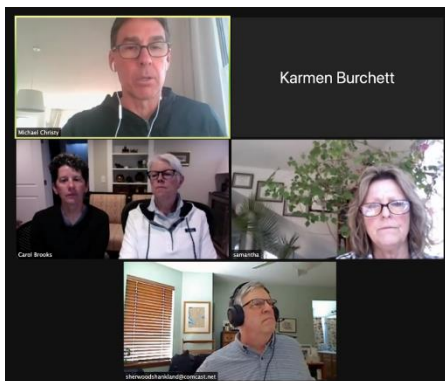 Karmen Burchett
Michael Christy
Carol Brooks
samantha
sherwoodshankland@comcast.net